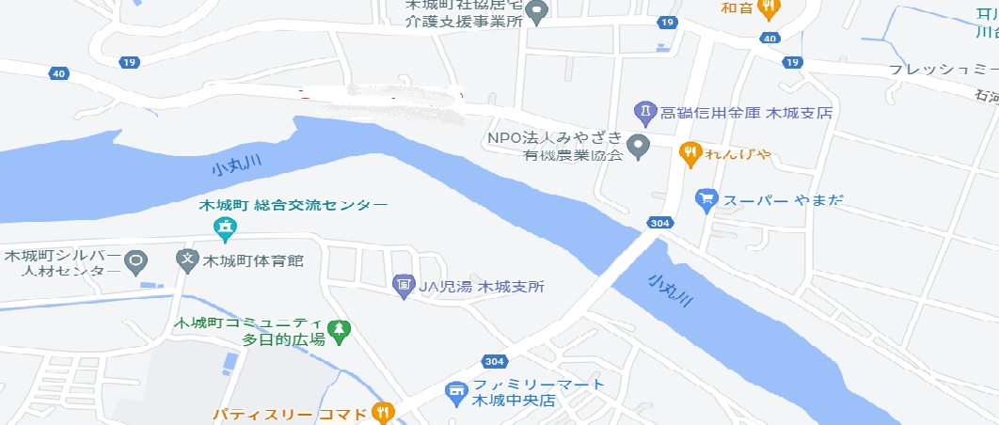 木城町社協居宅
介護支援事業所
和音
19
40
19
40
19
フレッシュミー
石河
高鍋信用金庫 木城支店
NPO法人みやざき
有機農業協会
れんげや
小丸川
木城町 総合交流センター
スーパー やまだ
304
木城町シルバー
人材センター
木城町体育館
JA児湯 木城支所
小丸川
木城町コミュニティ
多目的広場
304
ファミリーマート
木城中央店
パティスリー コマド